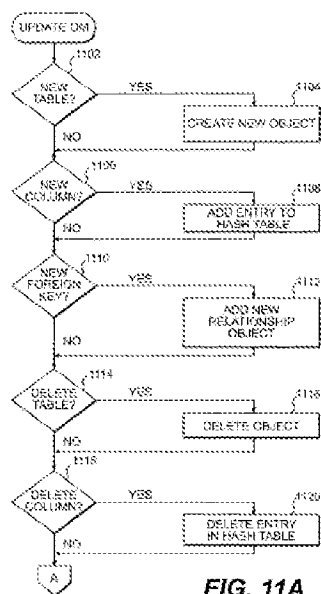 UPDATE OM
1102
NEW
TABLE?
YES
1104
CREATE NEW OBJECT
NO
1106
NEW
COLUMN?
YES
1108
ADD ENTRY TO
HASH TABLE
NO
1110
NEW
FOREIGN
KEY?
YES
1112
ADD NEW
RELATIONSHIP
OBJECT
NO
1114
DELETE
TABLE?
YES
1116
DELETE OBJECT
NO
1118
DELETE
COLUMN?
YES
1120
DELETE ENTRY
IN HASH TABLE
NO
A
FIG. 11A